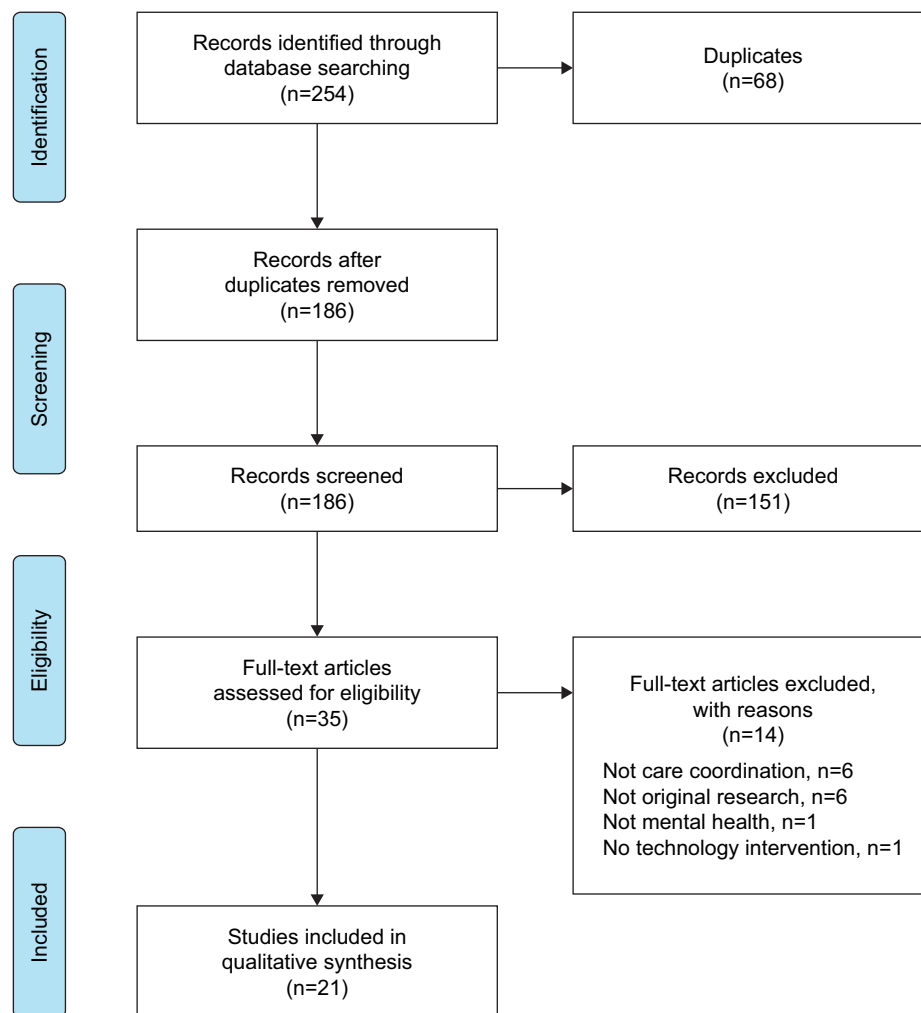 Identification
Records identified through
database searching
(n=254)
Duplicates
(n=68)
Screening
Records after
duplicates removed
(n=186)
Records screened
(n=186)
Records excluded
(n=151)
Eligibility
Full-text articles
assessed for eligibility
(n=35)
Full-text articles excluded,
with reasons
(n=14)
Not care coordination, n=6
Not original research, n=6
Not mental health, n=1
No technology intervention, n=1
Included
Studies included in
qualitative synthesis
(n=21)